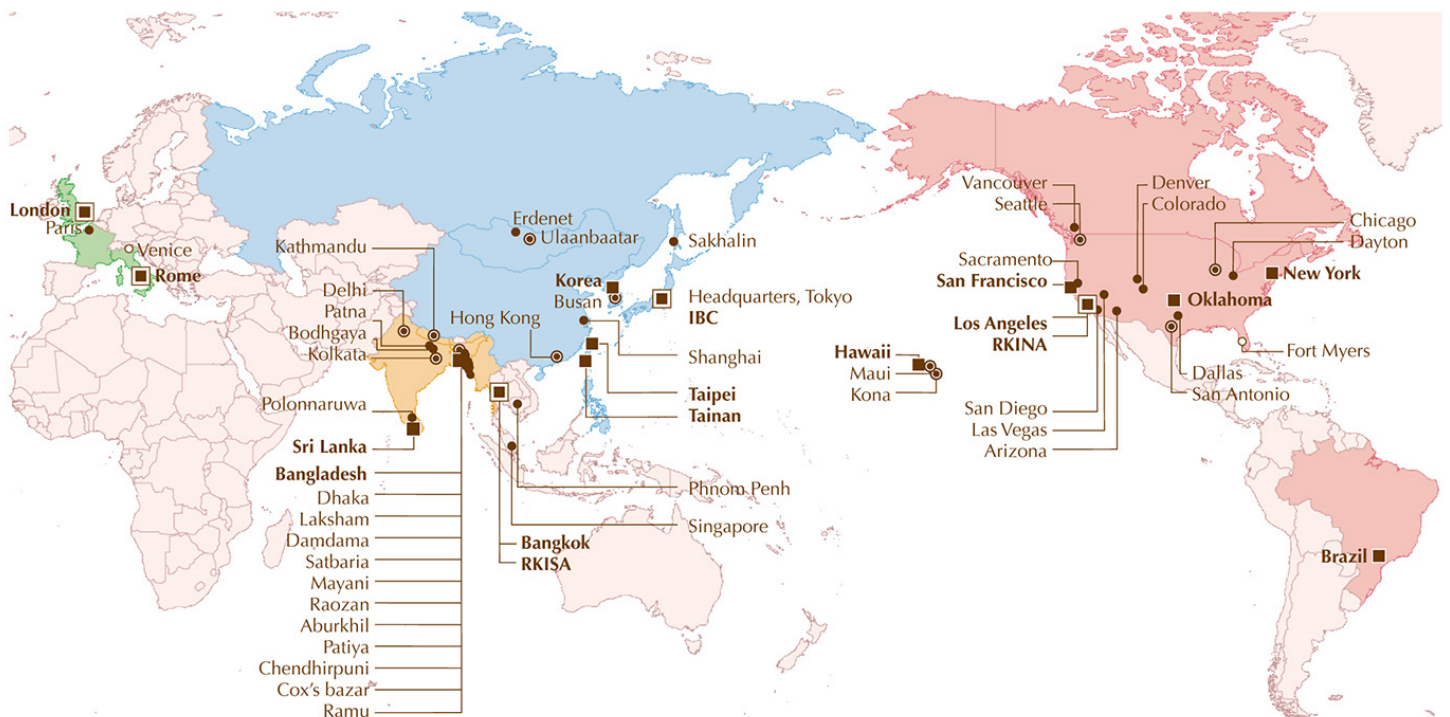 London
Paris
Venice
Rome
Kathmandu
Delhi
Patna
Bodhgaya
Kolkata
Polonnaruwa
Sri Lanka
Bangladesh
Dhaka
Laksham
Damdama
Satbaria
Mayani
Raozan
Aburkhil
Patiya
Chendhirpuni
Cox's bazar
Ramu
Erdenet
Ulaanbaatar
Sakhalin
Korea
Busan
Headquarters, Tokyo
IBC
Hong Kong
Shanghai
Taipei
Tainan
Phnom Penh
Singapore
Bangkok
RKISA
Hawaii
Maui
Kona
Vancouver
Seattle
Sacramento
San Francisco
Los Angeles
RKINA
San Diego
Las Vegas
Arizona
Denver
Colorado
Chicago
Dayton
New York
Oklahoma
Fort Myers
Dallas
San Antonio
Brazil